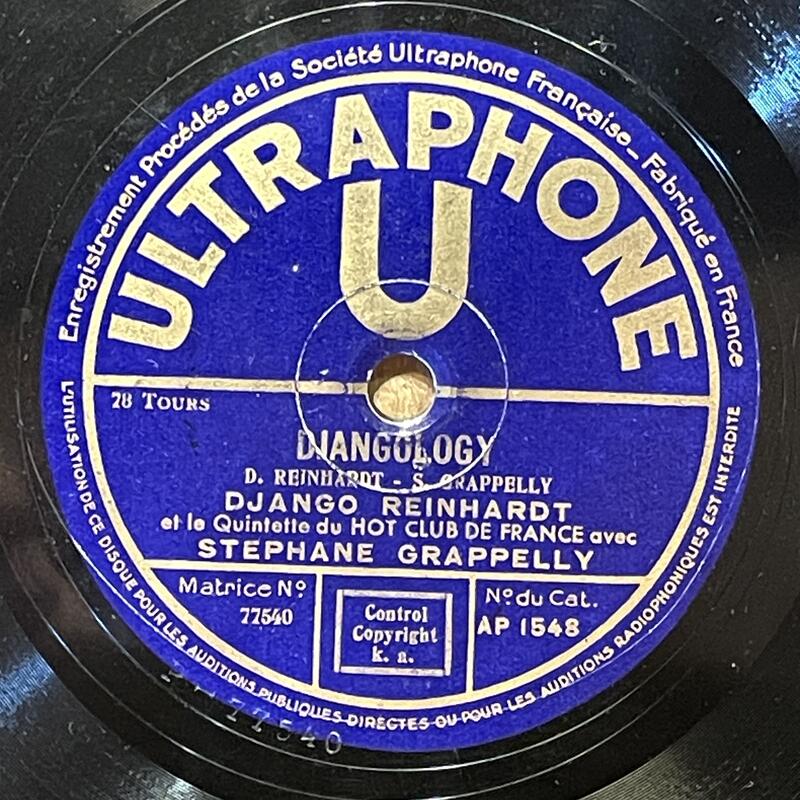 Enregistrement Procédés de la Société Ultraphone Française_ Fabriqué en France
ULTRAPHONE
U
78 TOURS
DJANGOLOGY
D. REINHARDT - S. GRAPPELLY
DJANGO REINHARDT
et le Quintette du HOT CLUB DE FRANCE avec
STEPHANE GRAPPELLY
Matrice Nº
77540
Control
Copyright
k. a.
Nº du Cat.
AP 1548
L'UTILISATION DE CE DISQUE POUR LES AUDITIONS PUBLIQUES DIRECTES OU POUR LES AUDITIONS RADIOPHONIQUES EST INTERDITE
77540